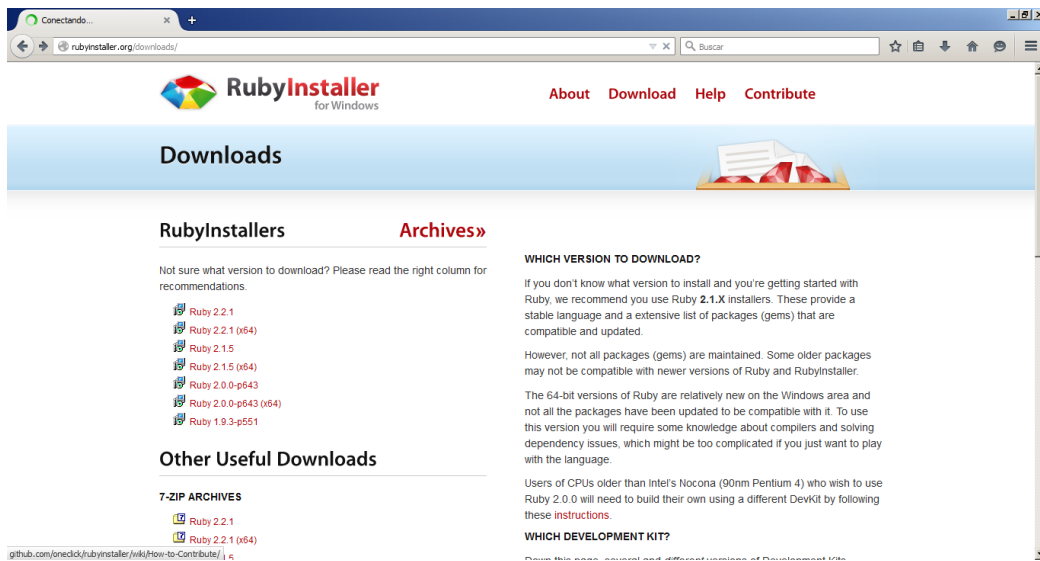 Conectando...
rubyinstaller.org/downloads/
Buscar
RubyInstaller
for Windows
About Download Help Contribute
Downloads
RubyInstallers
Archives»
Not sure what version to download? Please read the right column for
recommendations.
Ruby 2.2.1
Ruby 2.2.1 (x64)
Ruby 2.1.5
Ruby 2.1.5 (x64)
Ruby 2.0.0-p643
Ruby 2.0.0-p643 (x64)
Ruby 1.9.3-p551
Other Useful Downloads
7-ZIP ARCHIVES
Ruby 2.2.1
Ruby 2.2.1 (x64)
WHICH VERSION TO DOWNLOAD?
If you don't know what version to install and you're getting started with
Ruby, we recommend you use Ruby 2.1.X installers. These provide a
stable language and a extensive list of packages (gems) that are
compatible and updated.
However, not all packages (gems) are maintained. Some older packages
may not be compatible with newer versions of Ruby and RubyInstaller.
The 64-bit versions of Ruby are relatively new on the Windows area and
not all the packages have been updated to be compatible with it. To use
this version you will require some knowledge about compilers and solving
dependency issues, which might be too complicated if you just want to play
with the language.
Users of CPUs older than Intel's Nocona (90nm Pentium 4) who wish to use
Ruby 2.0.0 will need to build their own using a different DevKit by following
these instructions.
WHICH DEVELOPMENT KIT?
Down this page, several and different versions of Development Kits
github.com/oneclick/rubyinstaller/wiki/How-to-Contribute/